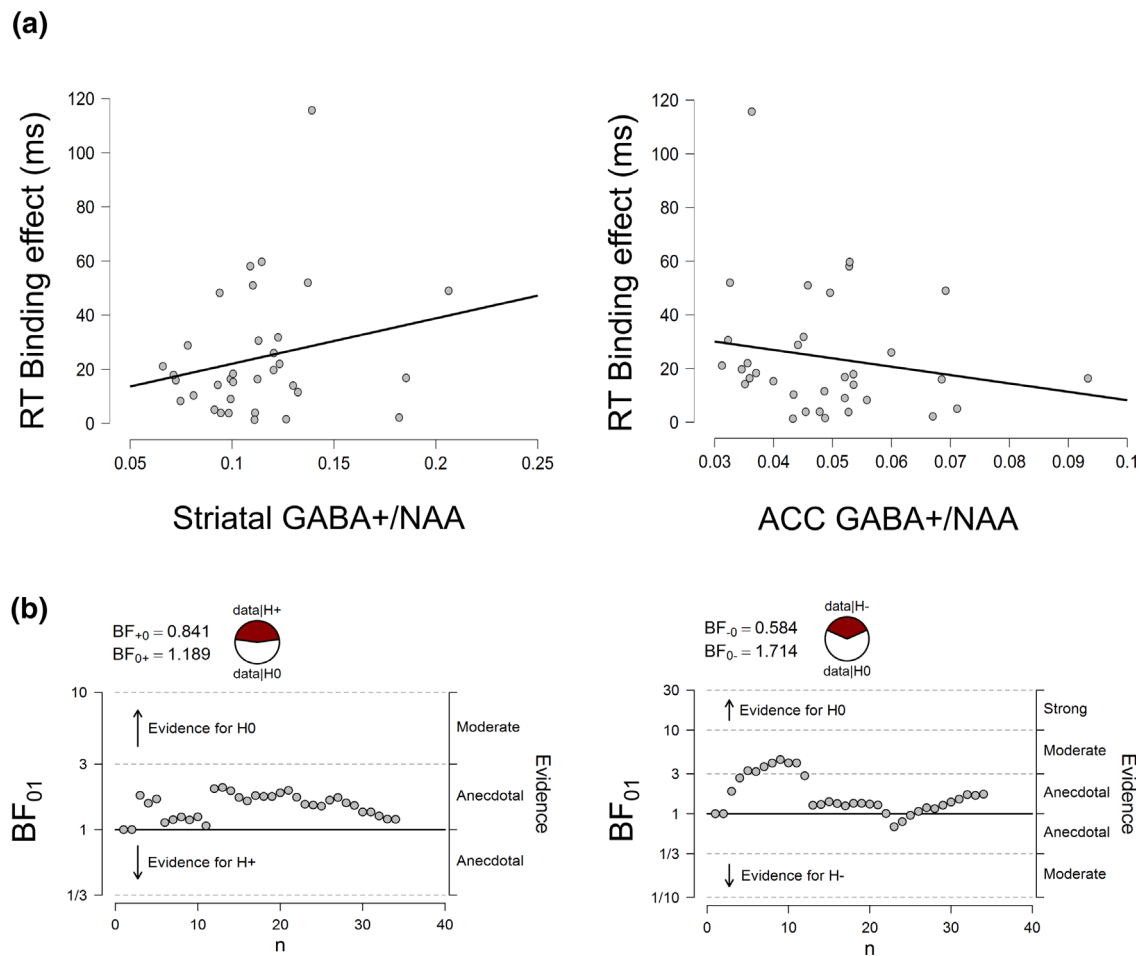 (a)
120
100
80
60
40
20
0
RT Binding effect (ms)
0.05 0.1 0.15 0.2 0.25
Striatal GABA+/NAA
120
100
80
60
40
20
0
RT Binding effect (ms)
0.03 0.04 0.05 0.06 0.07 0.08 0.09 0.1
ACC GABA+/NAA
(b)
data|H+
BF+0 = 0.841
BF0+ = 1.189
data|H0
10
3
1
1/3
BF01
Evidence for H0
Evidence for H+
Moderate
Anecdotal
Anecdotal
Evidence
0 10 20 30 40
n
data|H-
BF-0 = 0.584
BF0- = 1.714
data|H0
30
10
3
1
1/3
1/10
BF01
Evidence for H0
Evidence for H-
Strong
Moderate
Anecdotal
Anecdotal
Moderate
Evidence
0 10 20 30 40
n